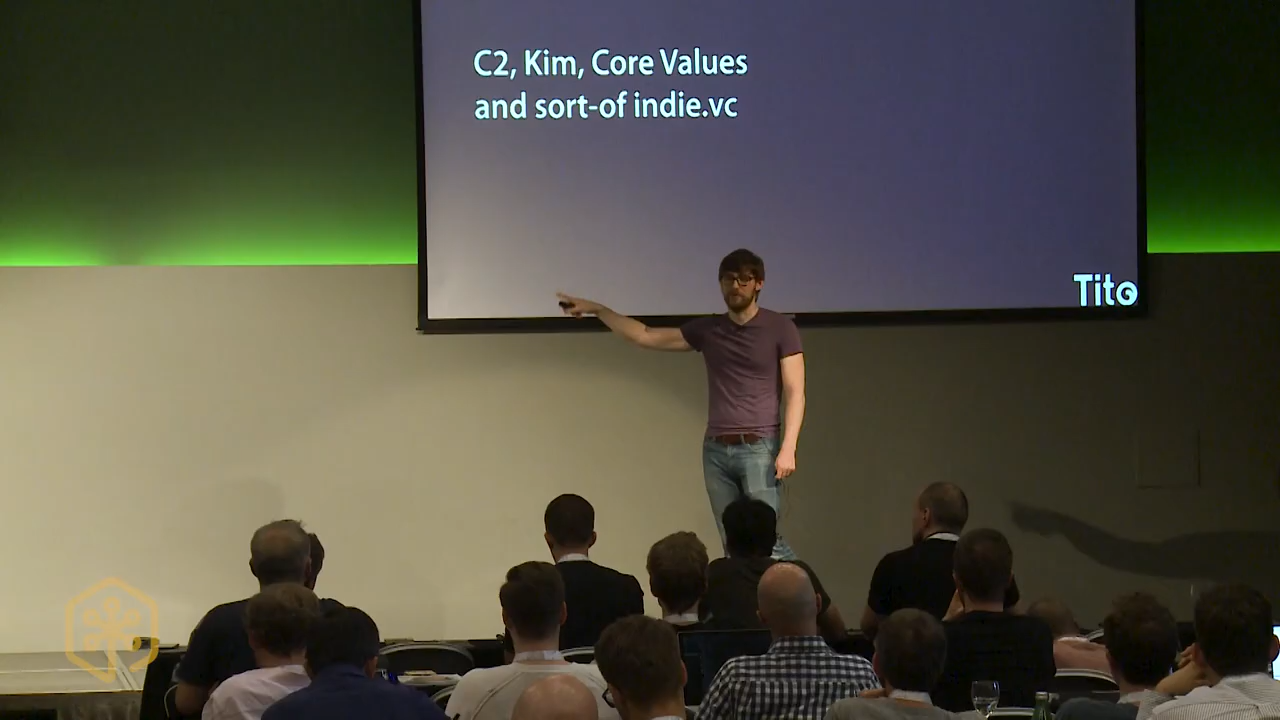 C2, Kim, Core Values
and sort-of indie.vc
Tito